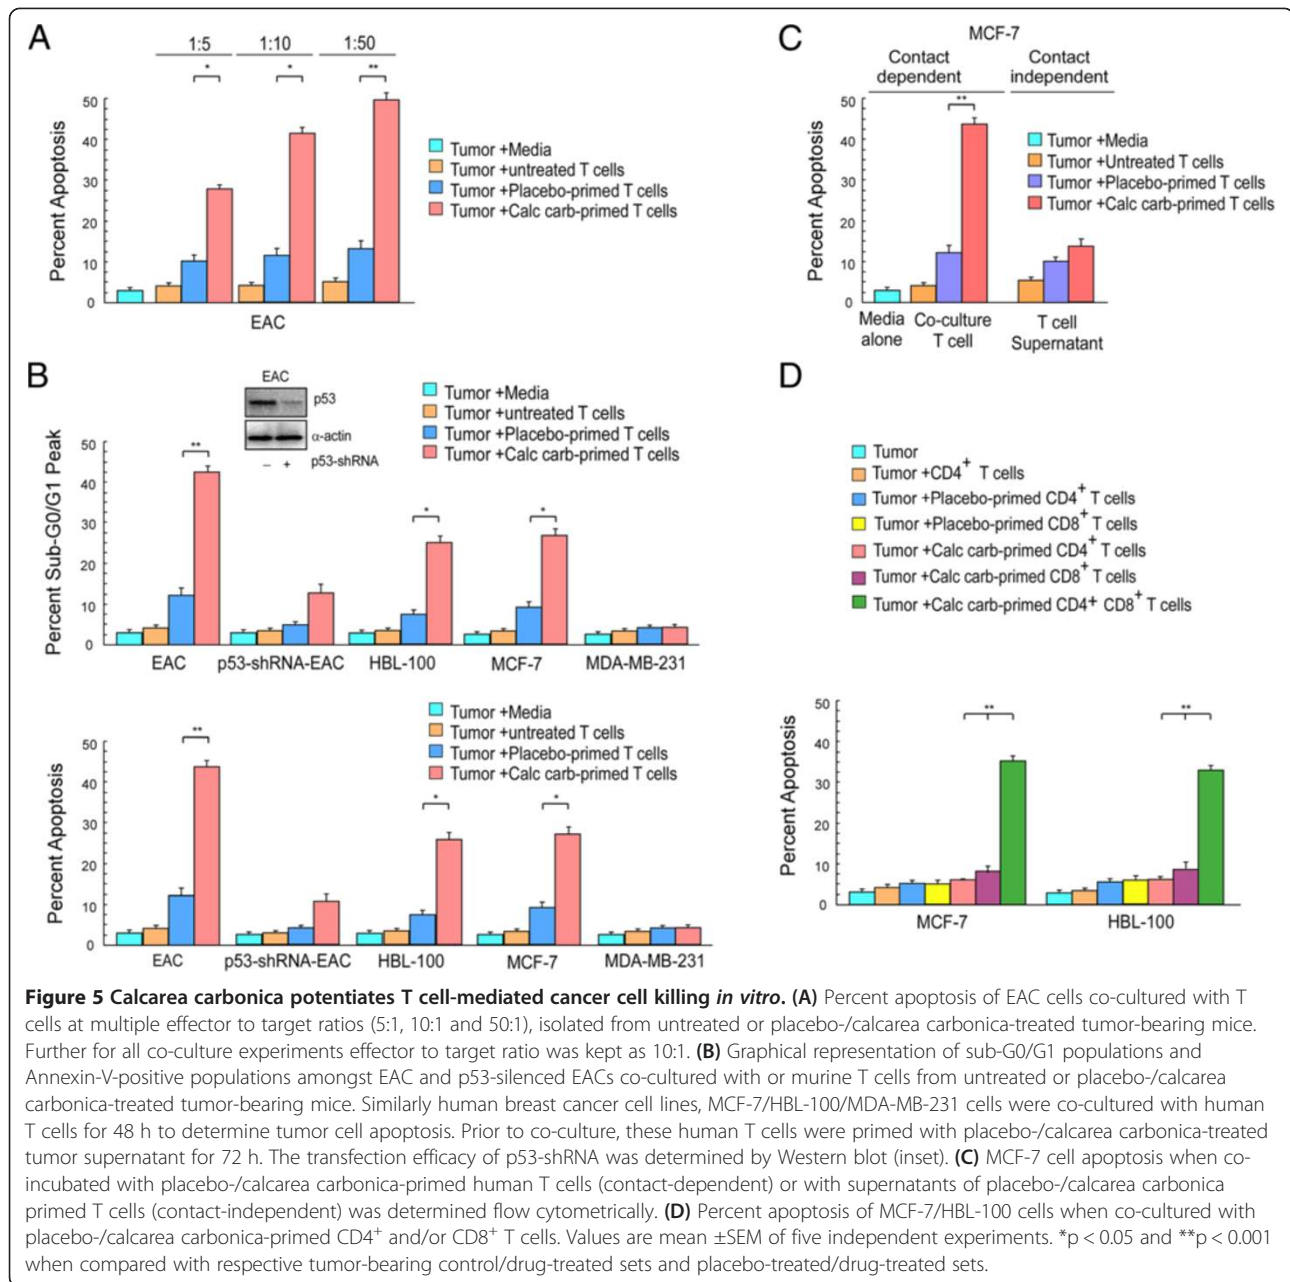 A
1:5 1:10 1:50
* * **
Percent Apoptosis
50
40
30
20
10
0
EAC
Tumor +Media
Tumor +untreated T cells
Tumor +Placebo-primed T cells
Tumor +Calc carb-primed T cells
C
MCF-7
Contact dependent
Contact independent
**
Percent Apoptosis
50
40
30
20
10
0
Media alone
Co-culture T cell
T cell Supernatant
Tumor +Media
Tumor +Untreated T cells
Tumor +Placebo-primed T cells
Tumor +Calc carb-primed T cells
B
EAC
p53
α-actin
– + p53-shRNA
Tumor +Media
Tumor +untreated T cells
Tumor +Placebo-primed T cells
Tumor +Calc carb-primed T cells
Percent Sub-G0/G1 Peak
50
40
30
20
10
0
** * *
EAC p53-shRNA-EAC HBL-100 MCF-7 MDA-MB-231
Tumor +Media
Tumor +untreated T cells
Tumor +Placebo-primed T cells
Tumor +Calc carb-primed T cells
Percent Apoptosis
50
40
30
20
10
0
** * *
EAC p53-shRNA-EAC HBL-100 MCF-7 MDA-MB-231
D
Tumor
Tumor +CD4+ T cells
Tumor +Placebo-primed CD4+ T cells
Tumor +Placebo-primed CD8+ T cells
Tumor +Calc carb-primed CD4+ T cells
Tumor +Calc carb-primed CD8+ T cells
Tumor +Calc carb-primed CD4+ CD8+ T cells
Percent Apoptosis
50
40
30
20
10
0
** **
MCF-7 HBL-100
Figure 5 Calcarea carbonica potentiates T cell-mediated cancer cell killing in vitro. (A) Percent apoptosis of EAC cells co-cultured with T
cells at multiple effector to target ratios (5:1, 10:1 and 50:1), isolated from untreated or placebo-/calcarea carbonica-treated tumor-bearing mice.
Further for all co-culture experiments effector to target ratio was kept as 10:1. (B) Graphical representation of sub-G0/G1 populations and
Annexin-V-positive populations amongst EAC and p53-silenced EACs co-cultured with or murine T cells from untreated or placebo-/calcarea
carbonica-treated tumor-bearing mice. Similarly human breast cancer cell lines, MCF-7/HBL-100/MDA-MB-231 cells were co-cultured with human
T cells for 48 h to determine tumor cell apoptosis. Prior to co-culture, these human T cells were primed with placebo-/calcarea carbonica-treated
tumor supernatant for 72 h. The transfection efficacy of p53-shRNA was determined by Western blot (inset). (C) MCF-7 cell apoptosis when co-
incubated with placebo-/calcarea carbonica-primed human T cells (contact-dependent) or with supernatants of placebo-/calcarea carbonica
primed T cells (contact-independent) was determined flow cytometrically. (D) Percent apoptosis of MCF-7/HBL-100 cells when co-cultured with
placebo-/calcarea carbonica-primed CD4+ and/or CD8+ T cells. Values are mean ±SEM of five independent experiments. *p < 0.05 and **p < 0.001
when compared with respective tumor-bearing control/drug-treated sets and placebo-treated/drug-treated sets.